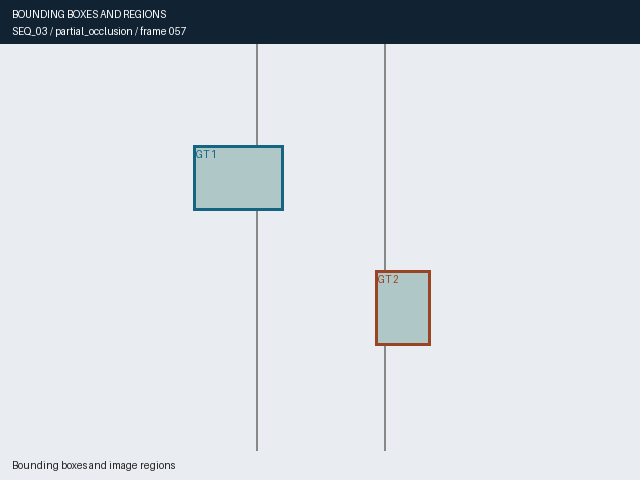 BOUNDING BOXES AND REGIONS
SEQ_03 / partial_occlusion / frame 057
GT1
GT2
Bounding boxes and image regions